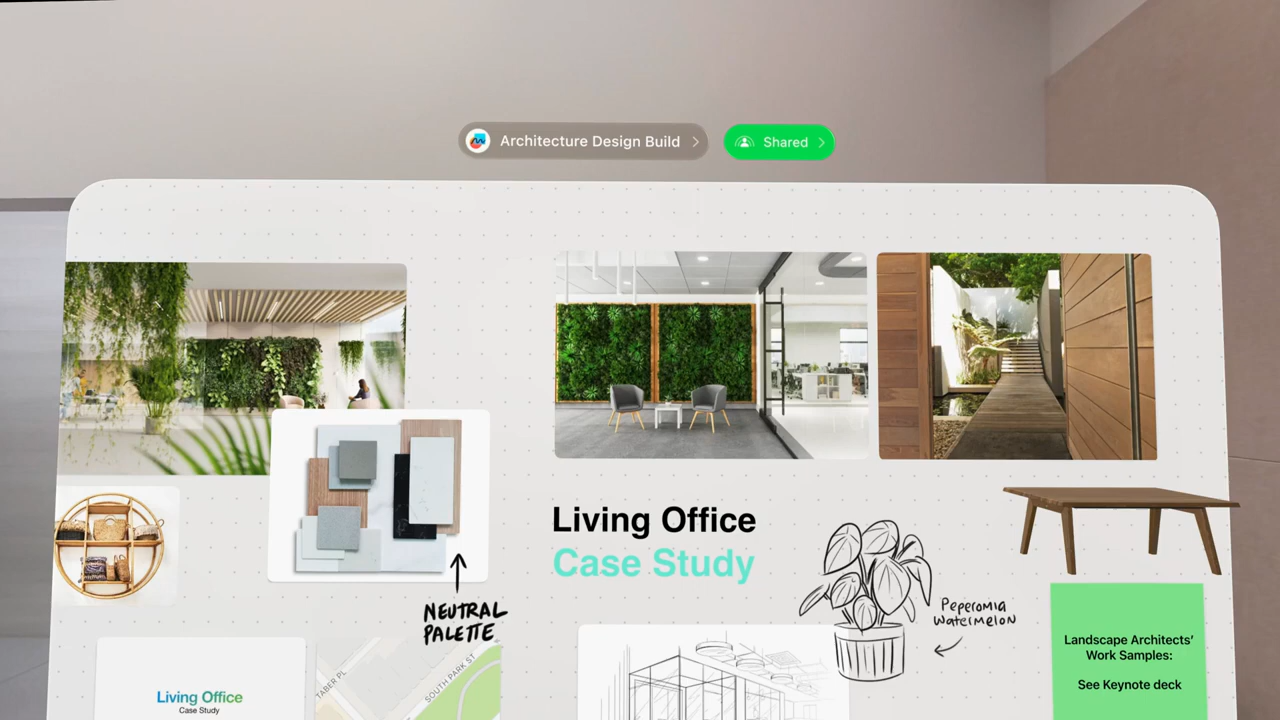 Architecture Design Build
Shared
Living Office
Case Study
NEUTRAL
PALETTE
Peperomia
Watermelon
Landscape Architects’
Work Samples:
See Keynote deck
Living Office
Case Study
TABER PL
SOUTH PARK ST